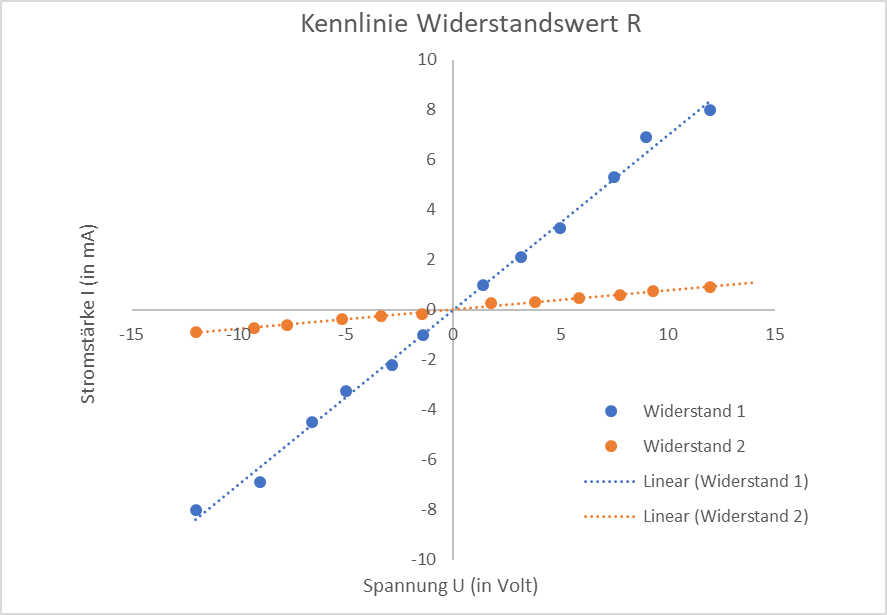 Kennlinie Widerstandswert R
10
8
6
4
2
0
-15
-10
-5
0
5
10
15
-2
-4
-6
-8
-10
Stromstärke I (in mA)
Widerstand 1
Widerstand 2
Linear (Widerstand 1)
Linear (Widerstand 2)
Spannung U (in Volt)